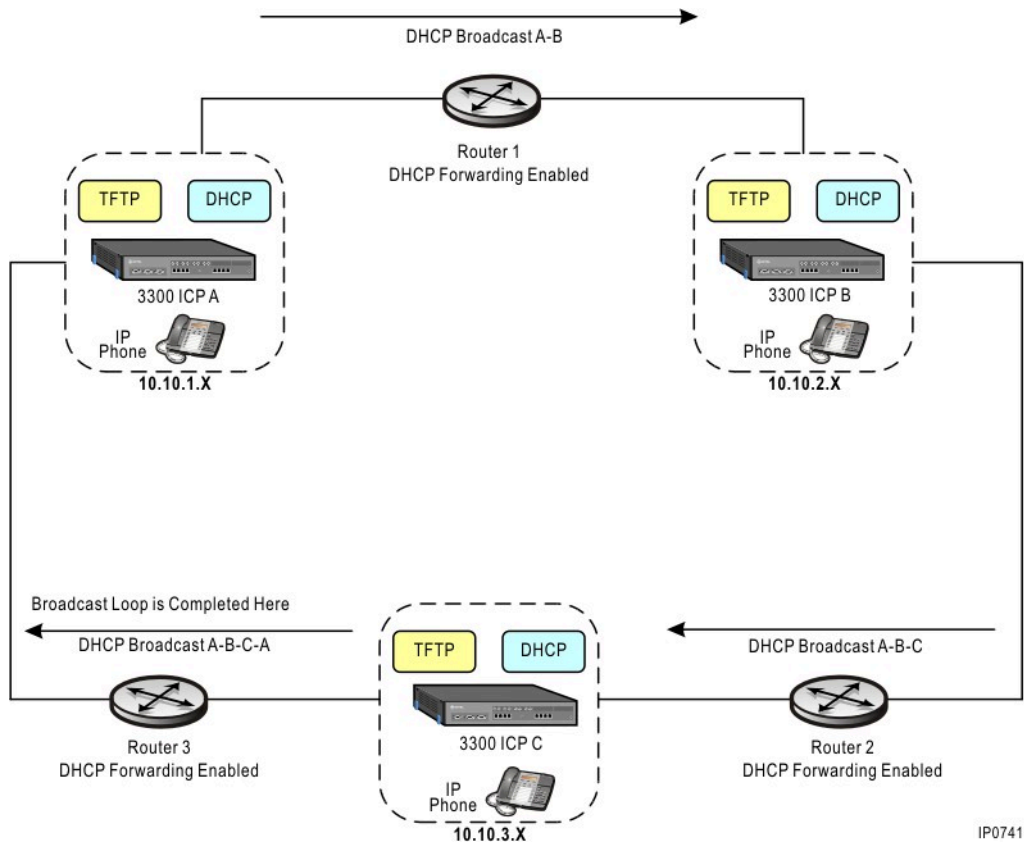 DHCP Broadcast A-B
Router 1
DHCP Forwarding Enabled
TFTP
DHCP
3300 ICP A
IP
Phone
10.10.1.X
TFTP
DHCP
3300 ICP B
IP
Phone
10.10.2.X
Broadcast Loop is Completed Here
DHCP Broadcast A-B-C-A
Router 3
DHCP Forwarding Enabled
TFTP
DHCP
3300 ICP C
IP
Phone
10.10.3.X
DHCP Broadcast A-B-C
Router 2
DHCP Forwarding Enabled
IP0741